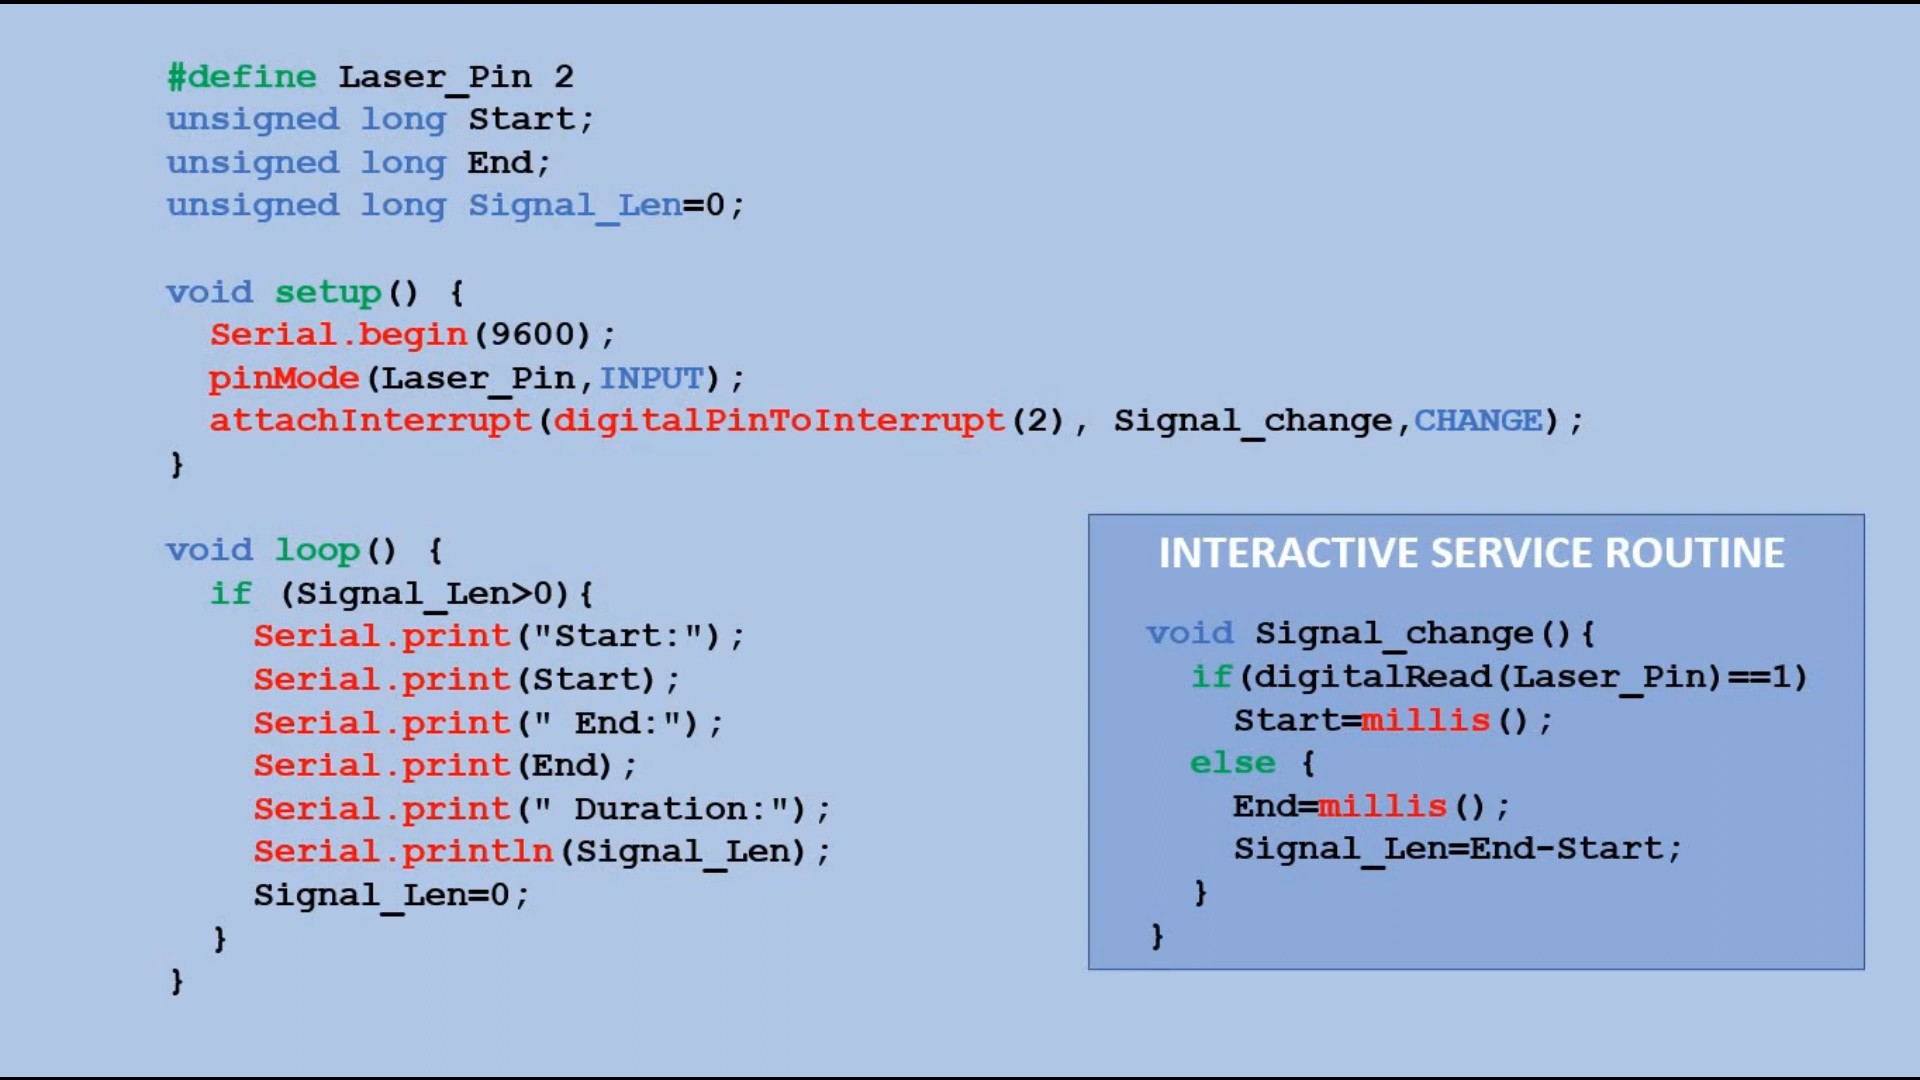 #define Laser_Pin 2
unsigned long Start;
unsigned long End;
unsigned long Signal_Len=0;
void setup() {
Serial.begin(9600);
pinMode(Laser_Pin,INPUT);
attachInterrupt(digitalPinToInterrupt(2), Signal_change,CHANGE);
}
void loop() {
if (Signal_Len>0){
Serial.print("Start:");
Serial.print(Start);
Serial.print(" End:");
Serial.print(End);
Serial.print(" Duration:");
Serial.println(Signal_Len);
Signal_Len=0;
}
}
INTERACTIVE SERVICE ROUTINE
void Signal_change(){
if(digitalRead(Laser_Pin)==1)
Start=millis();
else {
End=millis();
Signal_Len=End-Start;
}
}